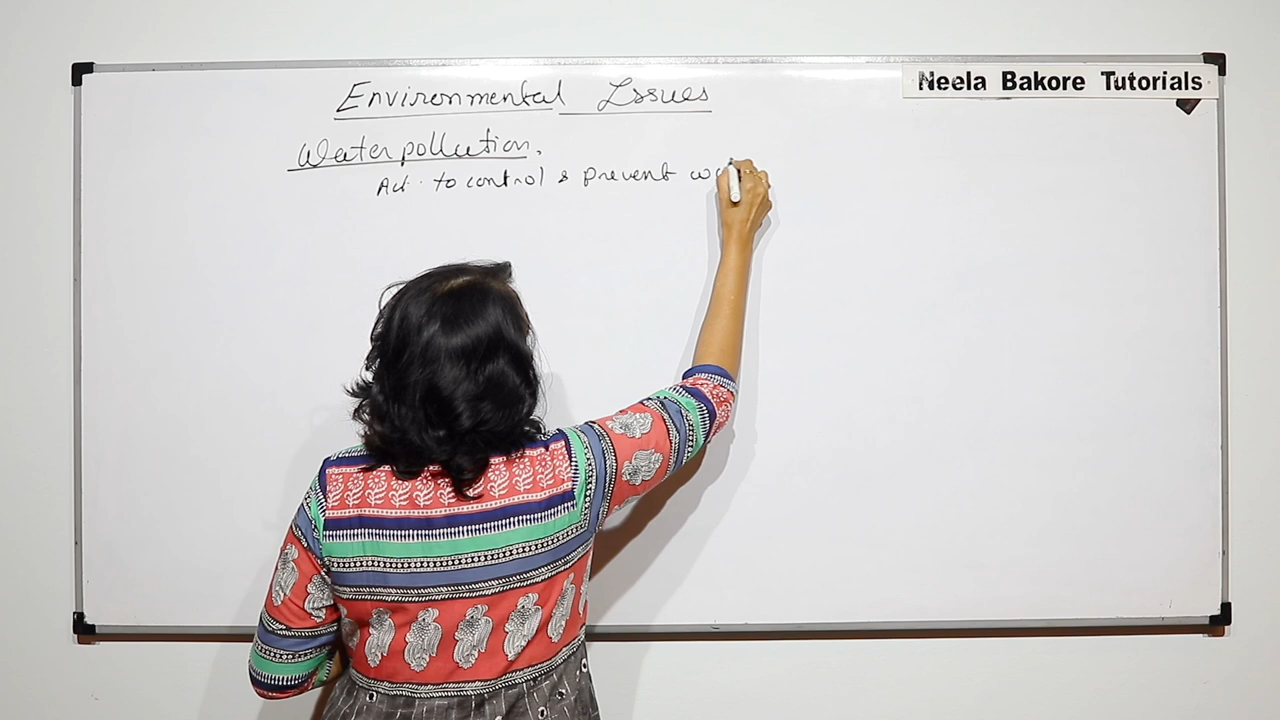 Environmental Issues
Neela Bakore Tutorials
Water pollution.
Act. to control & prevent